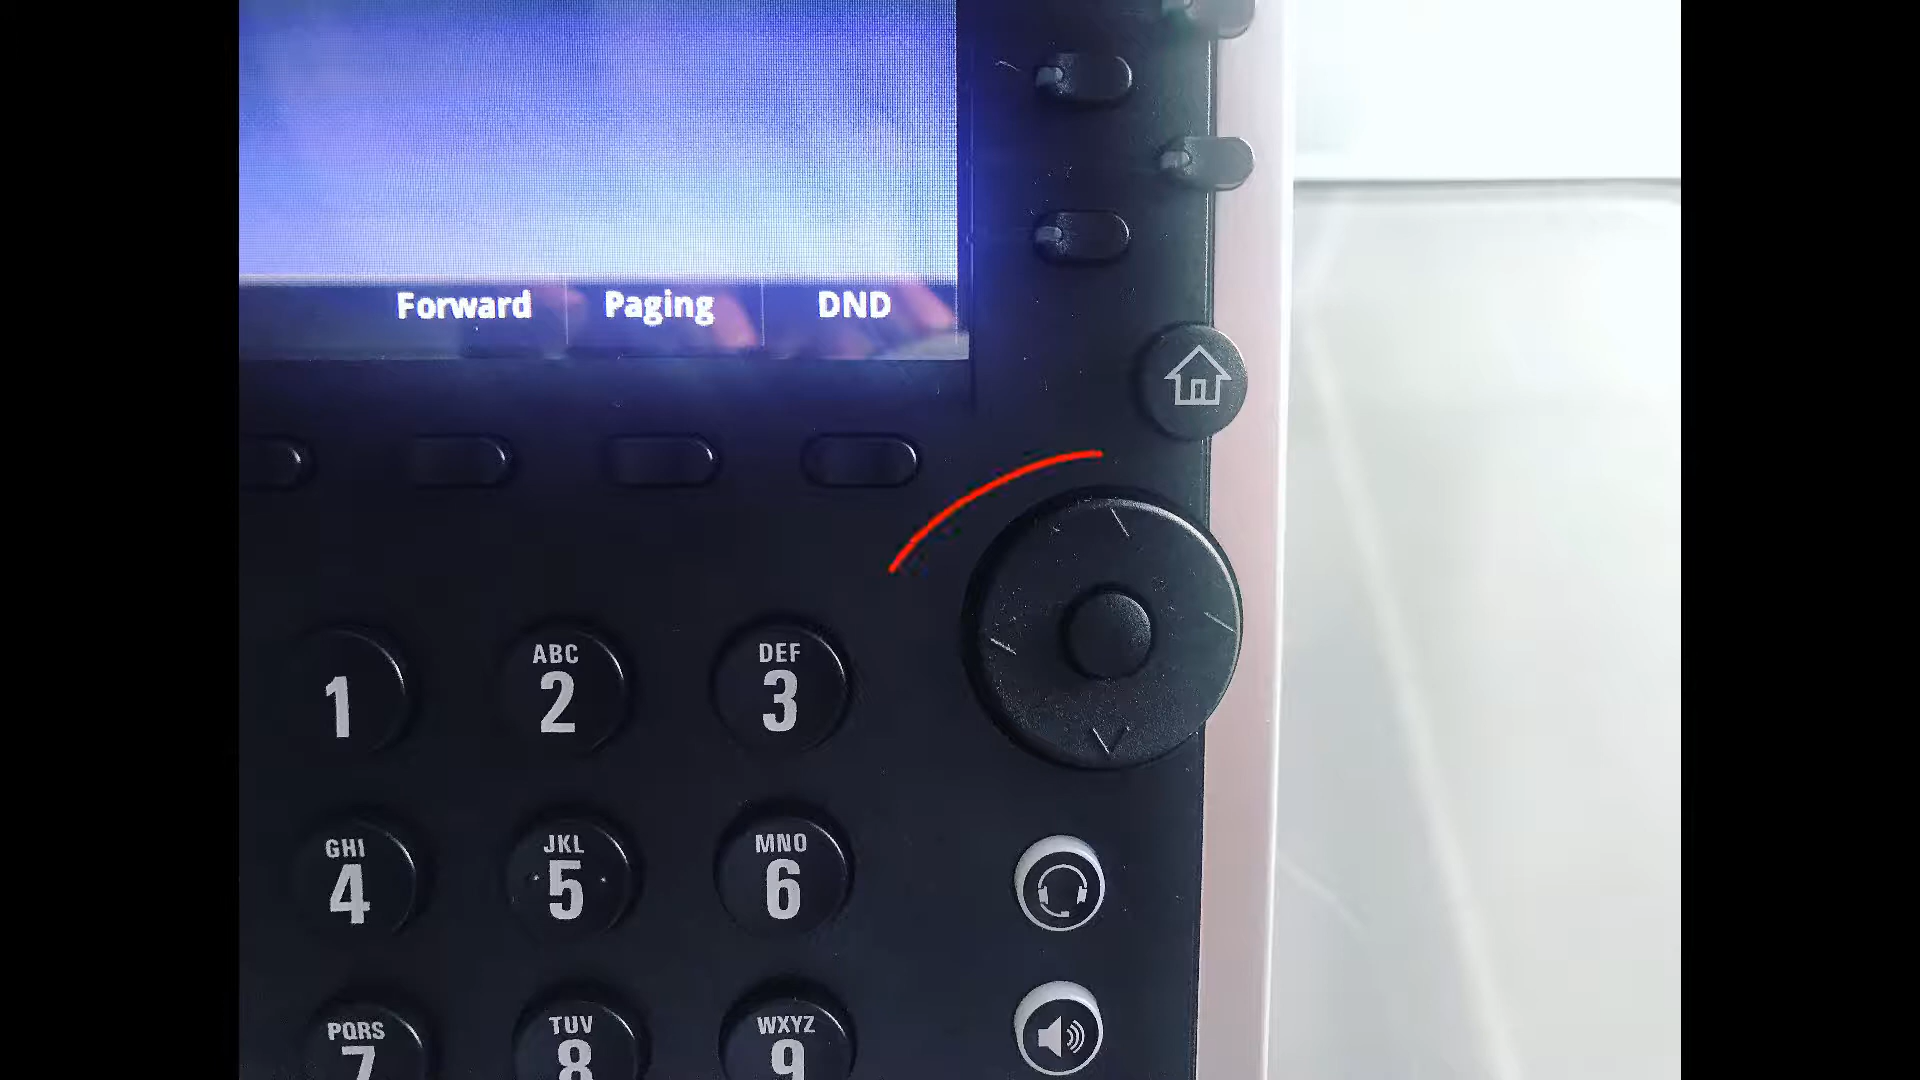 Forward Paging DND
1 ABC 2 DEF 3
GHI 4 JKL 5 MNO 6
PQRS 7 TUV 8 WXYZ 9